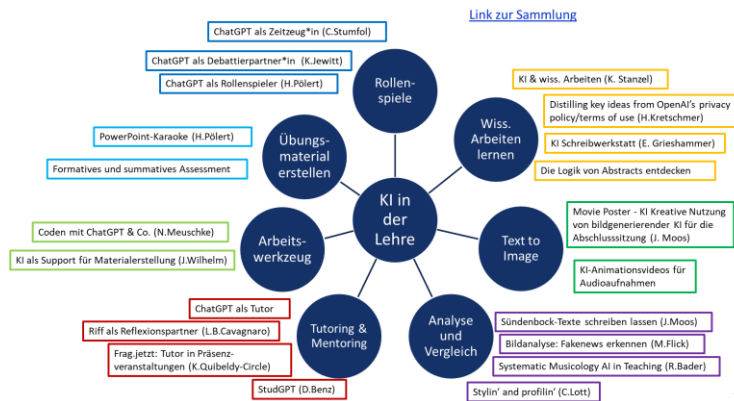 Link zur Sammlung
ChatGPT als Zeitzeug*in (C.Stumfol)
ChatGPT als Debattierpartner*in (K.Jewitt)
ChatGPT als Rollenspieler (H.Pölert)
Rollen-
spiele
KI & wiss. Arbeiten (K. Stanzel)
Distilling key ideas from OpenAI's privacy
policy/terms of use (H.Kretschmer)
KI Schreibwerkstatt (E. Grieshammer)
Die Logik von Abstracts entdecken
Wiss.
Arbeiten
lernen
PowerPoint-Karaoke (H.Pölert)
Formatives und summatives Assessment
Übungs-
material
erstellen
KI in
der
Lehre
Coden mit ChatGPT & Co. (N.Meuschke)
KI als Support für Materialerstellung (J.Wilhelm)
Arbeits-
werkzeug
Text to
Image
Movie Poster - KI Kreative Nutzung
von bildgenerierender KI für die
Abschlusssitzung (J. Moos)
KI-Animationsvideos für
Audioaufnahmen
ChatGPT als Tutor
Riff als Reflexionspartner (L.B.Cavagnaro)
Frag.jetzt: Tutor in Präsenz-
veranstaltungen (K.Quibeldy-Circle)
StudGPT (D.Benz)
Tutoring &
Mentoring
Analyse
und
Vergleich
Sündenbock-Texte schreiben lassen (J.Moos)
Bildanalyse: Fakenews erkennen (M.Flick)
Systematic Musicology AI in Teaching (R.Bader)
Stylin' and profilin' (C.Lott)